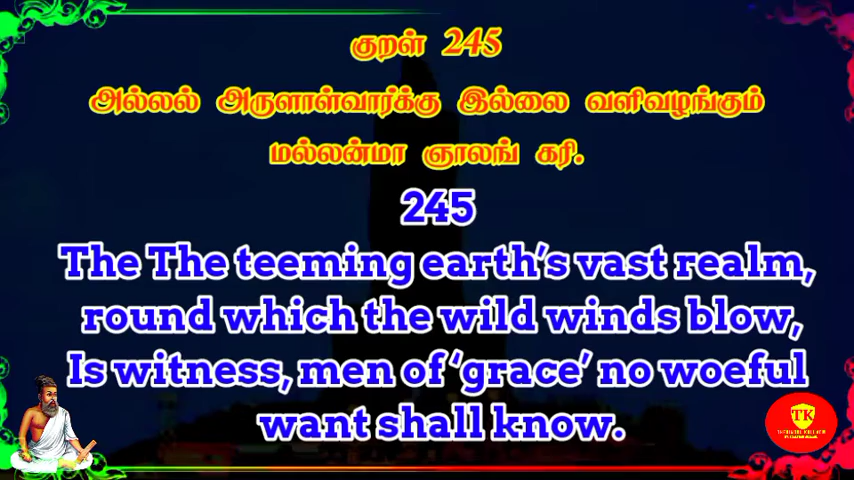 குறள் 245
அல்லல் அருளாள்வார்க்கு இல்லை வளிவழங்கும்
மல்லன்மா ஞாலங் கரி.
245
The The teeming earth’s vast realm,
round which the wild winds blow,
Is witness, men of ‘grace’ no woeful
want shall know.
TK